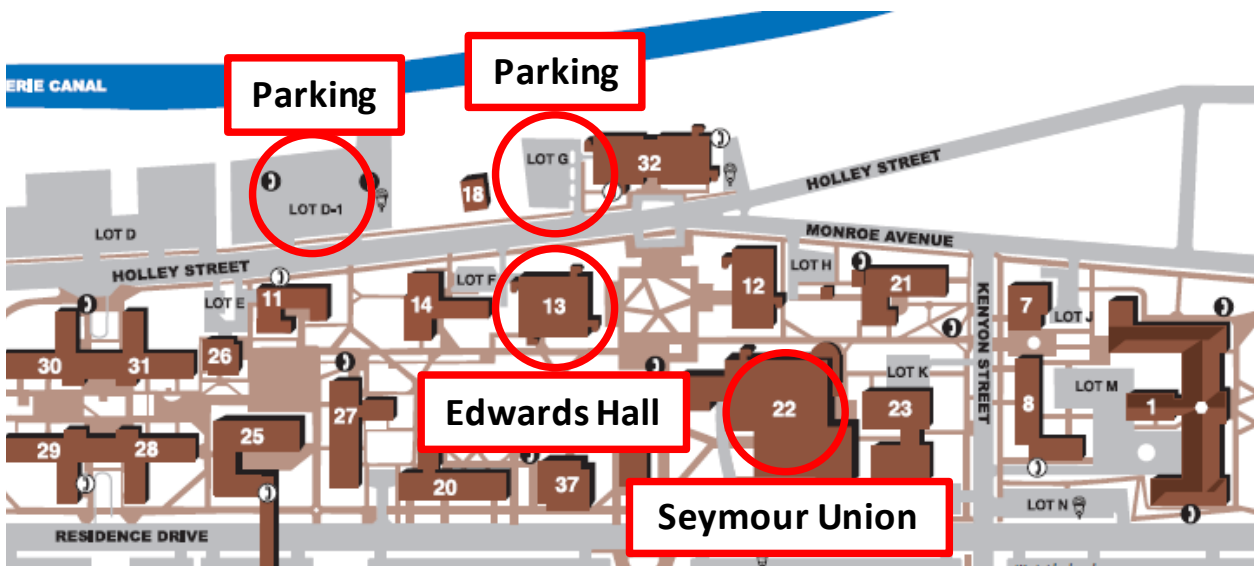 ERIE CANAL
Parking
Parking
LOT G
32
HOLLEY STREET
18
LOT D-1
LOT D
MONROE AVENUE
HOLLEY STREET
LOT E
11
14
LOT F
13
12
LOT H
21
KENYON STREET
7
LOT J
30
31
26
27
Edwards Hall
22
LOT K
23
8
LOT M
1
29
28
25
20
37
Seymour Union
LOT N
RESIDENCE DRIVE